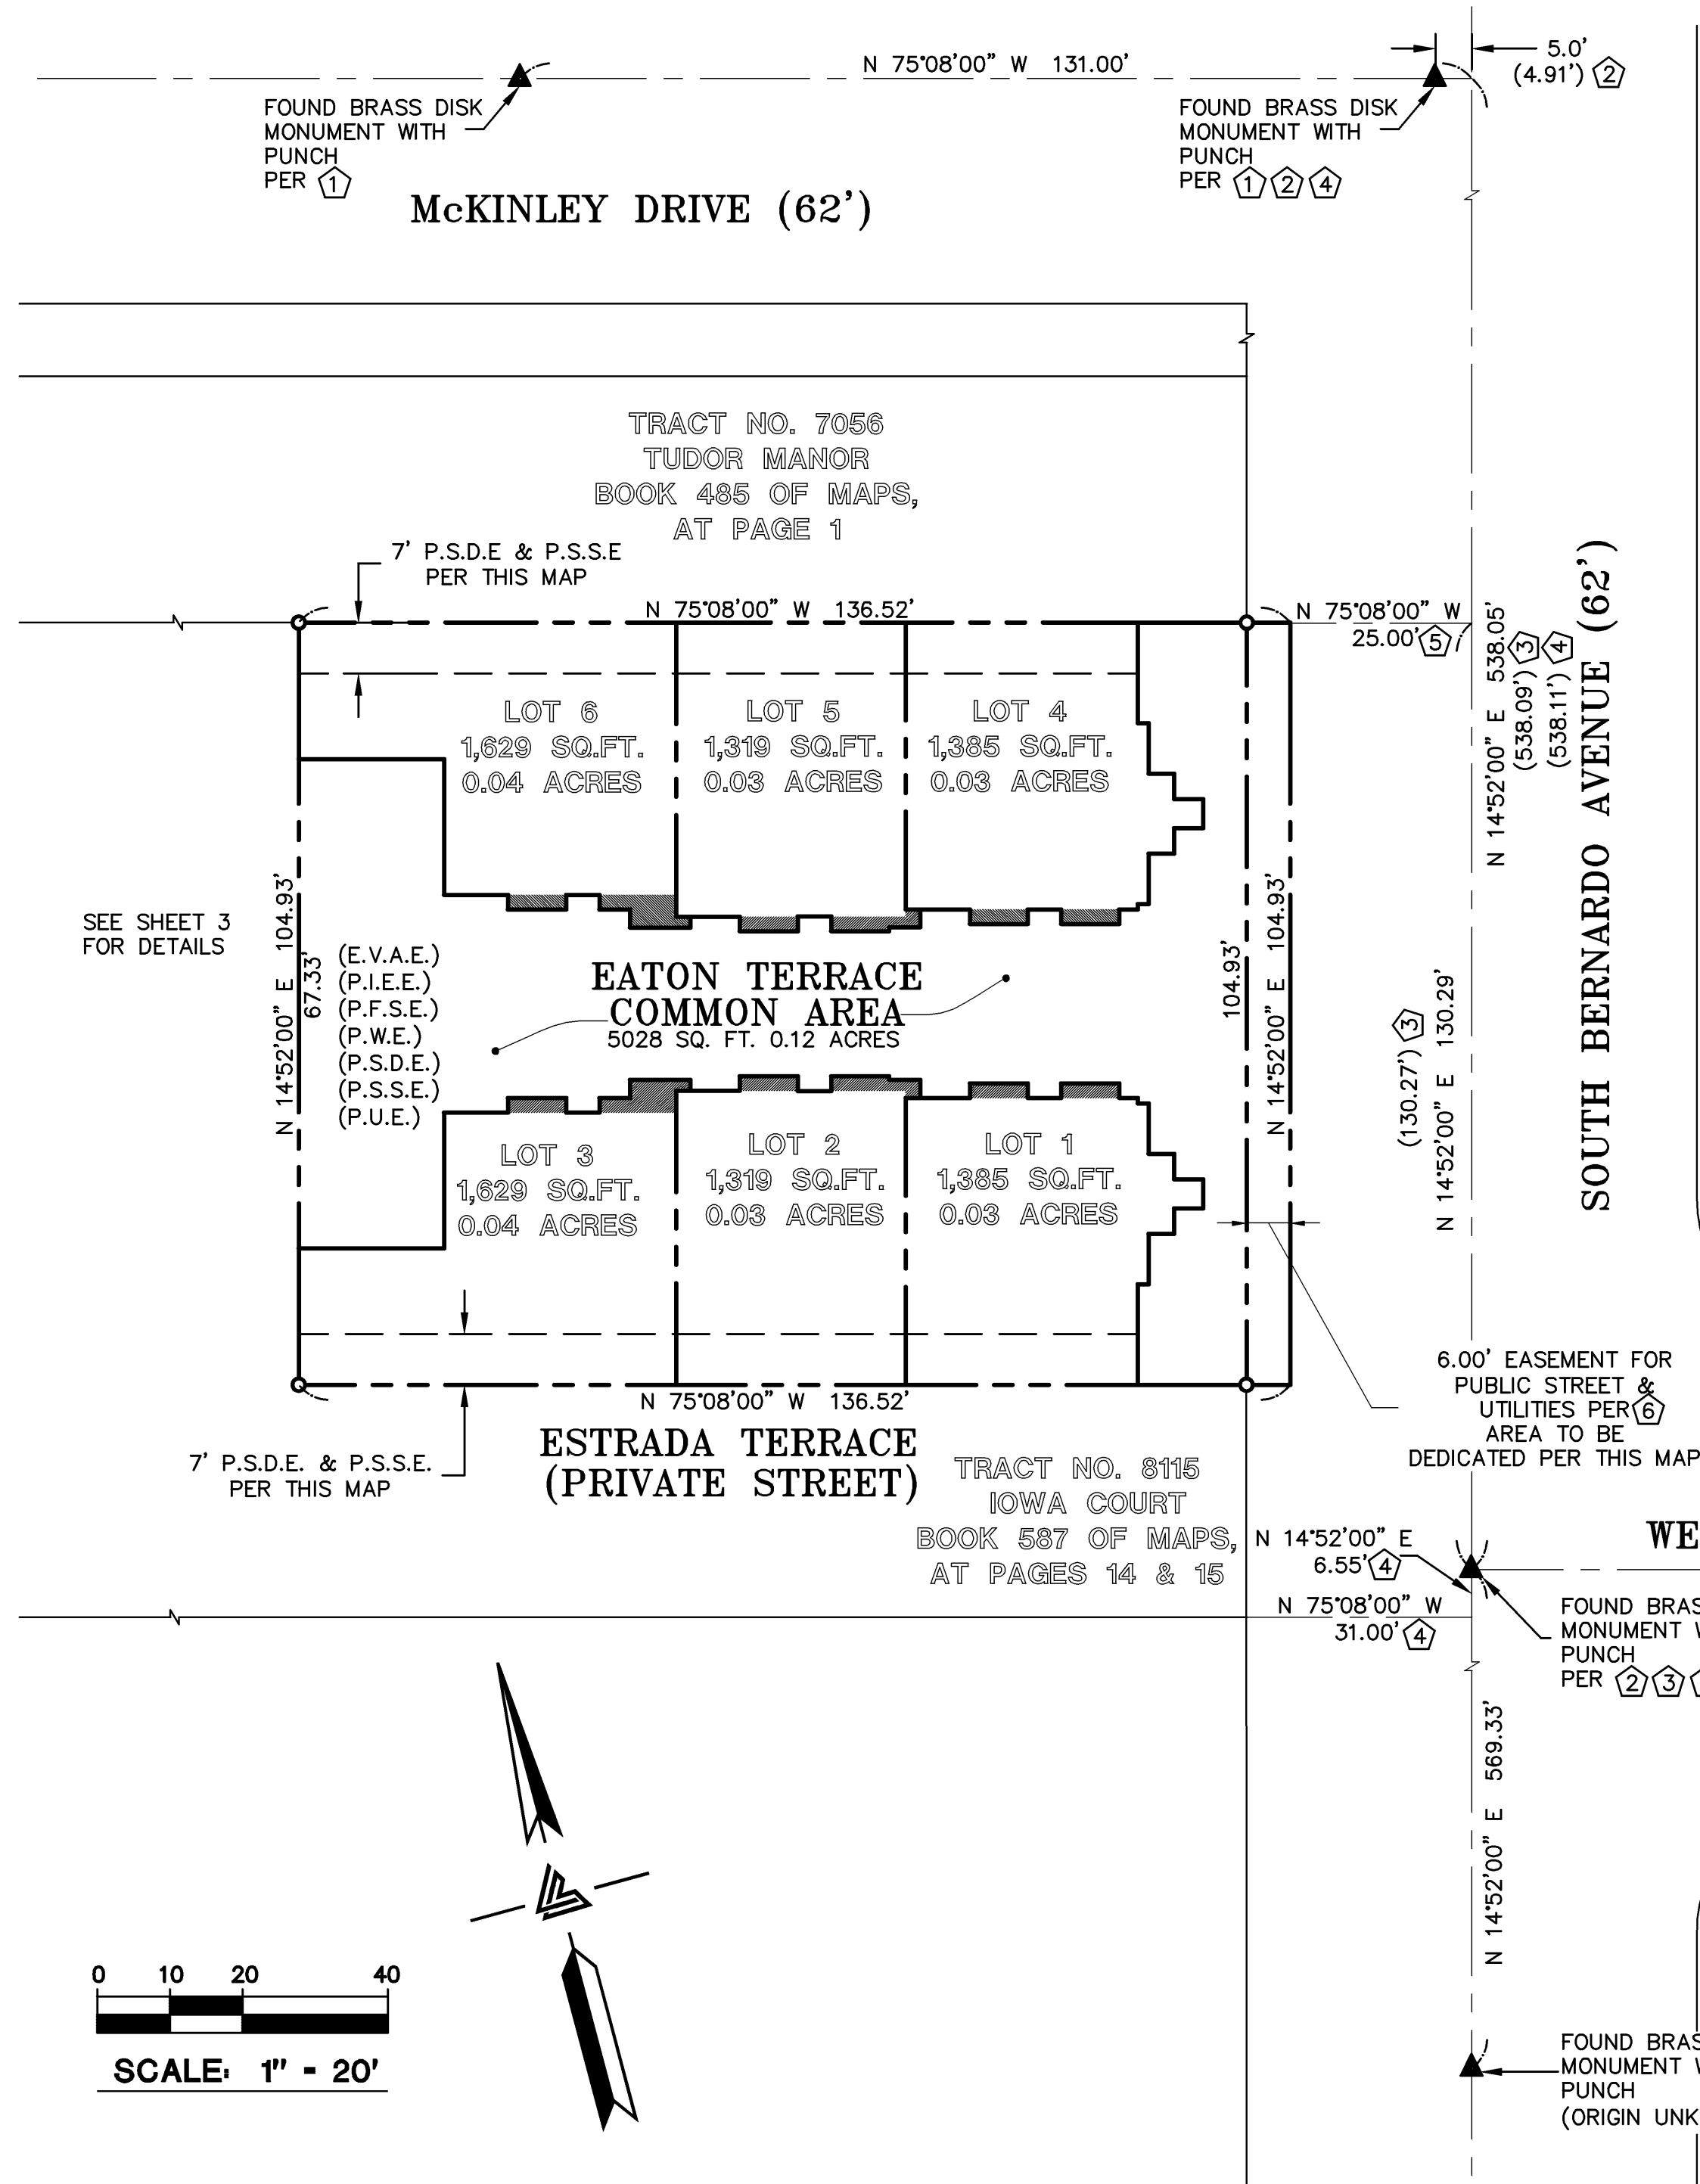 N 75°08'00" W 131.00'
5.0'
(4.91') 2
FOUND BRASS DISK
MONUMENT WITH
PUNCH
PER 1
FOUND BRASS DISK
MONUMENT WITH
PUNCH
PER 1 2 4
McKINLEY DRIVE (62')
TRACT NO. 7056
TUDOR MANOR
BOOK 485 OF MAPS,
AT PAGE 1
7' P.S.D.E & P.S.S.E
PER THIS MAP
N 75°08'00" W 136.52'
N 75°08'00" W
25.00' 5
N 14°52'00" E 538.05'
(538.09') 3
(538.11') 4
SOUTH BERNARDO AVENUE (62')
LOT 6
1,629 SQ.FT.
0.04 ACRES
LOT 5
1,319 SQ.FT.
0.03 ACRES
LOT 4
1,385 SQ.FT.
0.03 ACRES
SEE SHEET 3
FOR DETAILS
N 14°52'00" E 104.93'
67.33'
(E.V.A.E.)
(P.I.E.E.)
(P.F.S.E.)
(P.W.E.)
(P.S.D.E.)
(P.S.S.E.)
(P.U.E.)
EATON TERRACE
COMMON AREA
5028 SQ. FT. 0.12 ACRES
104.93'
N 14°52'00" E 104.93'
(130.27') 3
N 14°52'00" E 130.29'
LOT 3
1,629 SQ.FT.
0.04 ACRES
LOT 2
1,319 SQ.FT.
0.03 ACRES
LOT 1
1,385 SQ.FT.
0.03 ACRES
6.00' EASEMENT FOR
PUBLIC STREET &
UTILITIES PER 6
AREA TO BE
DEDICATED PER THIS MAP
N 75°08'00" W 136.52'
7' P.S.D.E. & P.S.S.E.
PER THIS MAP
ESTRADA TERRACE
(PRIVATE STREET)
TRACT NO. 8115
IOWA COURT
BOOK 587 OF MAPS,
AT PAGES 14 & 15
N 14°52'00" E
6.55' 4
WE
N 75°08'00" W
31.00' 4
FOUND BRAS
MONUMENT W
PUNCH
PER 2 3
N 14°52'00" E 569.33'
0 10 20 40
SCALE: 1" - 20'
FOUND BRAS
MONUMENT W
PUNCH
(ORIGIN UNK